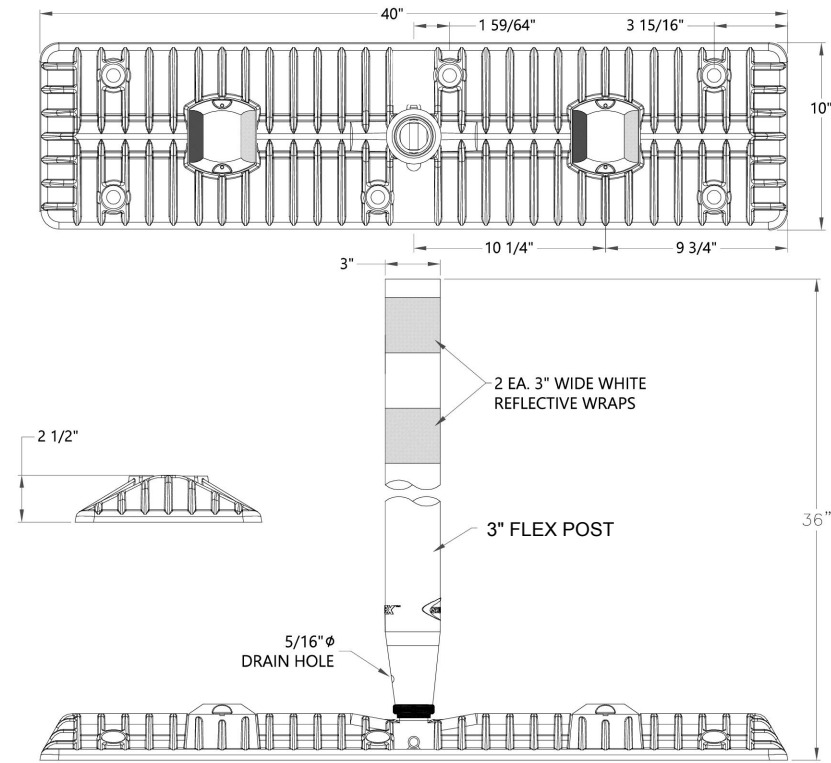 40"
1 59/64"
3 15/16"
10"
10 1/4"
9 3/4"
3"
2 EA. 3" WIDE WHITE
REFLECTIVE WRAPS
2 1/2"
36"
3" FLEX POST
5/16"ø
DRAIN HOLE